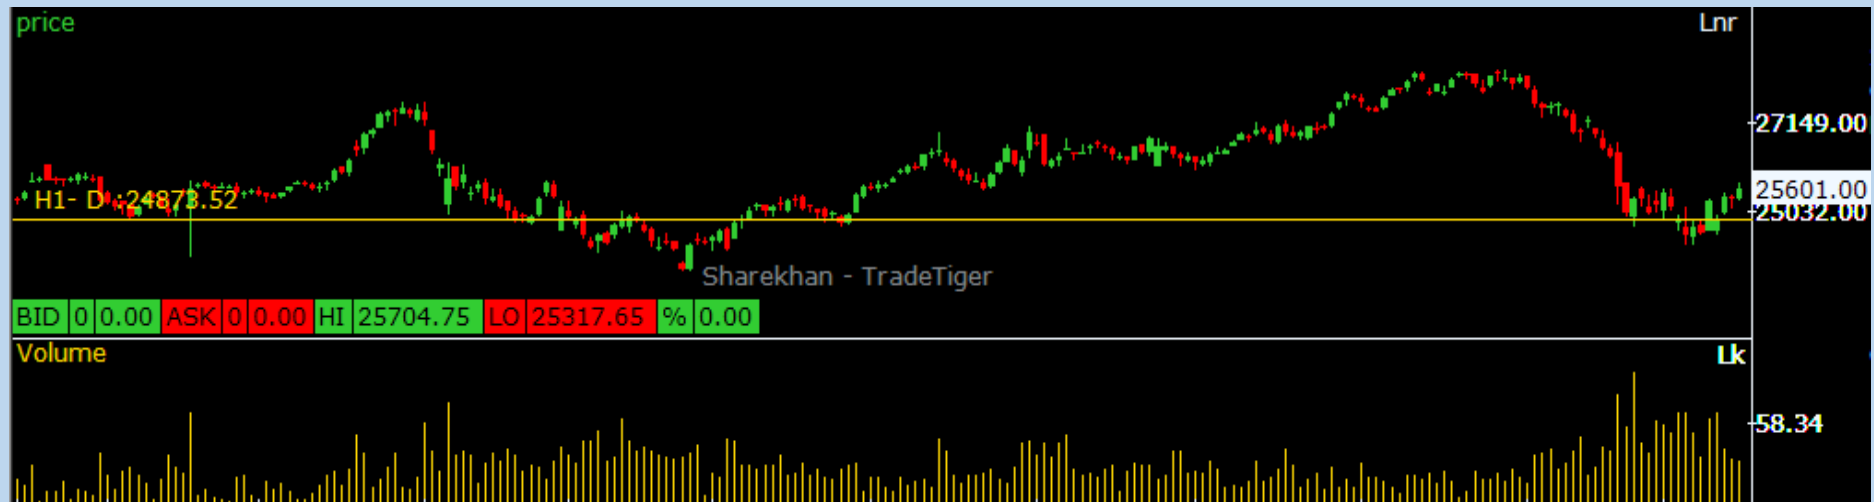 price Lnr
27149.00
25601.00
H1- D :24873.52
25032.00
Sharekhan - TradeTiger
BID 0 0.00 ASK 0 0.00 HI 25704.75 LO 25317.65 % 0.00
Volume Lk
58.34